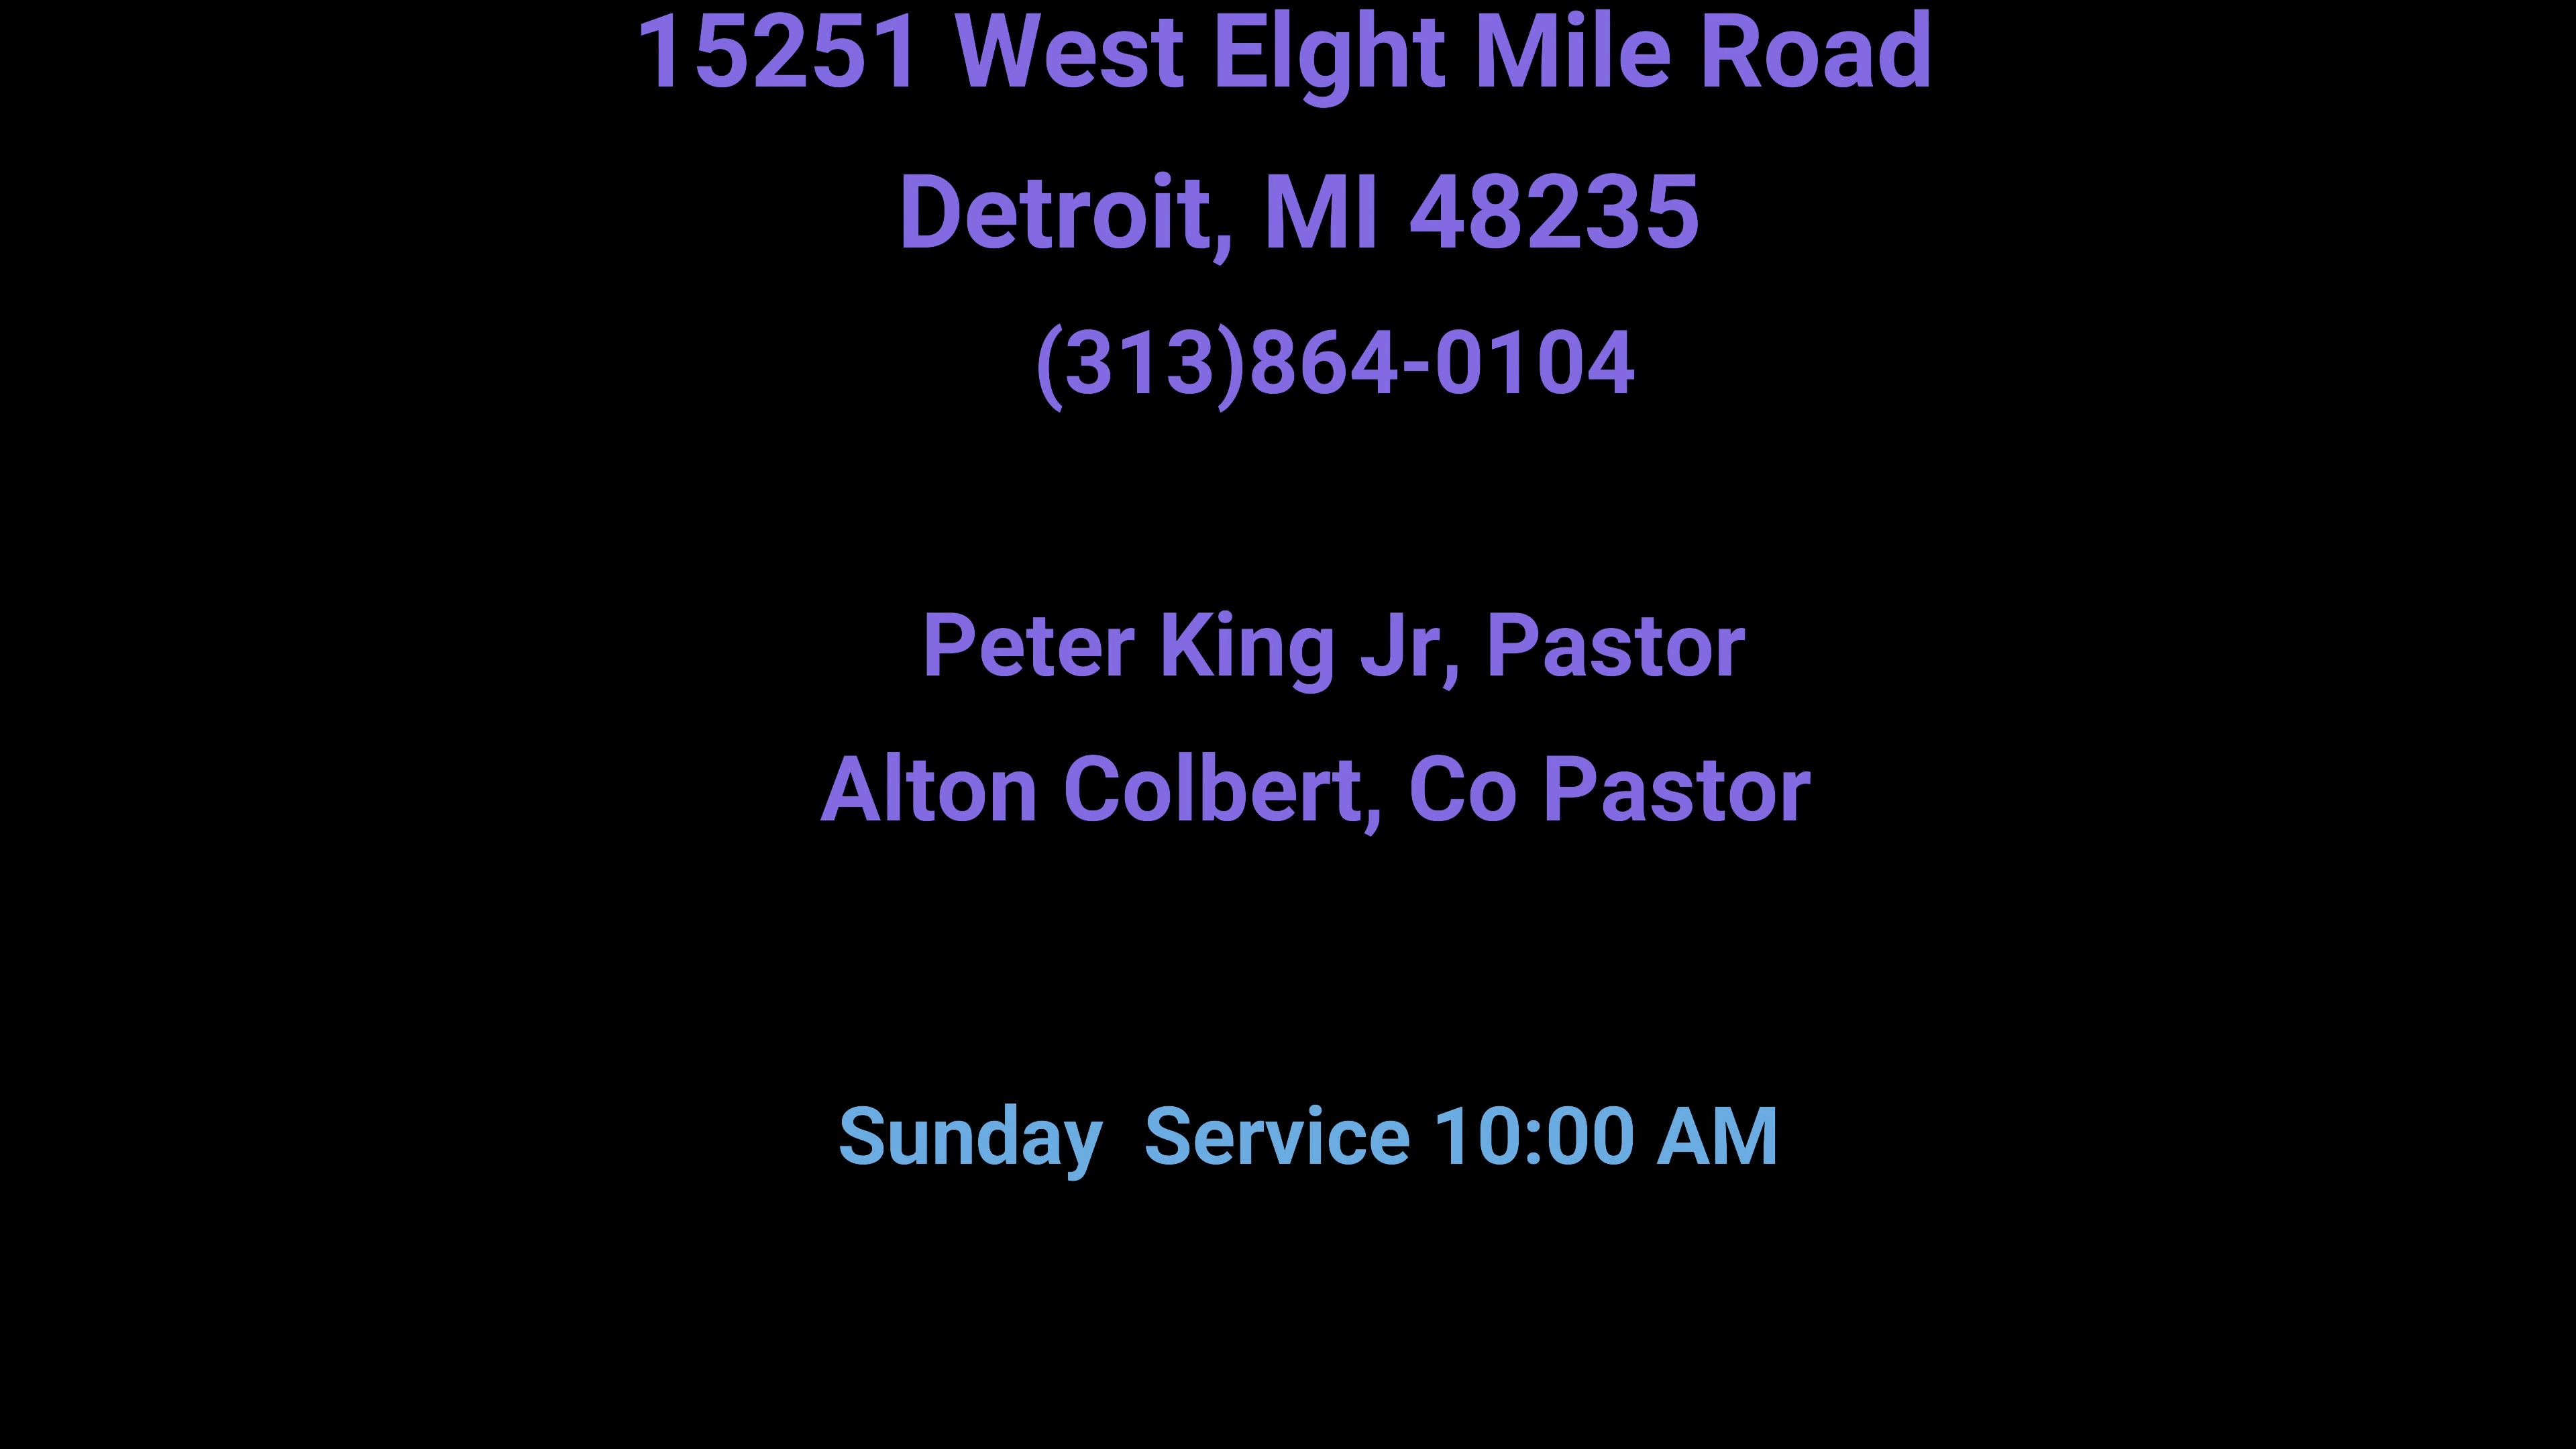 15251 West Elght Mile Road
Detroit, MI 48235
(313)864-0104
Peter King Jr, Pastor
Alton Colbert, Co Pastor
Sunday  Service 10:00 AM